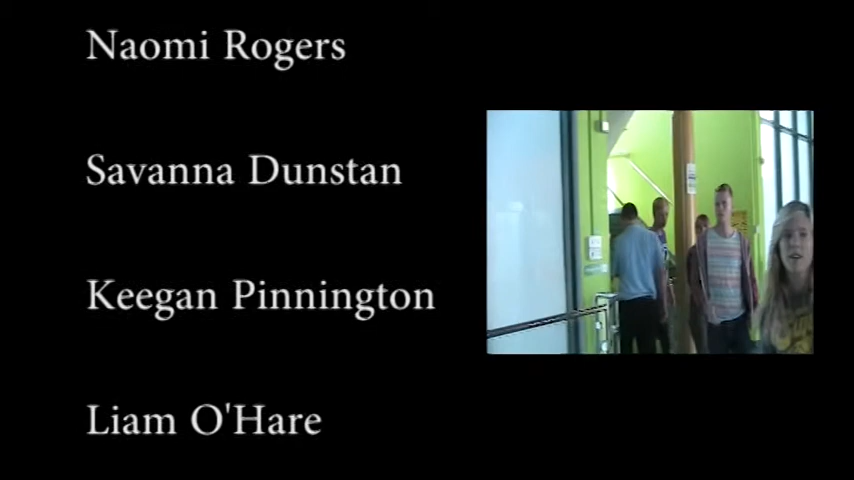 Naomi Rogers
Savanna Dunstan
Keegan Pinnington
Liam O'Hare